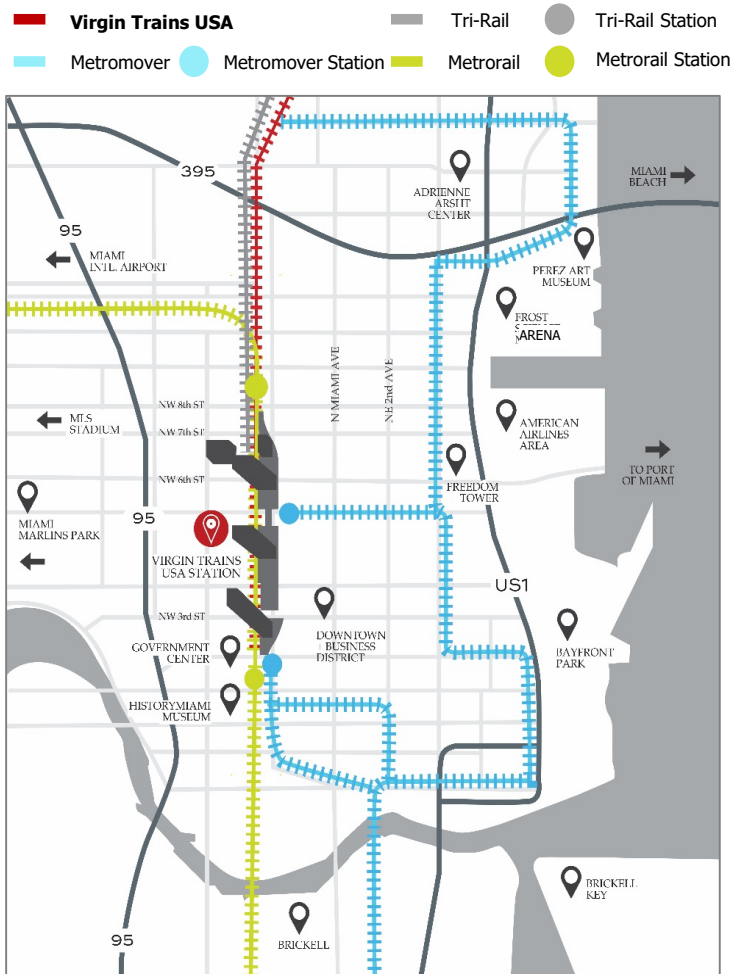 Virgin Trains USA
Tri-Rail
Tri-Rail Station
Metromover
Metromover Station
Metrorail
Metrorail Station
395
ADRIENNE
ARSHT
CENTER
MIAMI
BEACH
95
MIAMI
INTL. AIRPORT
PEREZ ART
MUSEUM
FROST
ARENA
N MIAMI AVE
NE 2nd AVE
NW 8th ST
NW 7th ST
MLS
STADIUM
AMERICAN
AIRLINES
AREA
NW 6th ST
FREEDOM
TOWER
TO PORT
OF MIAMI
MIAMI
MARLINS PARK
95
VIRGIN TRAINS
USA STATION
US1
NW 3rd ST
DOWNTOWN
BUSINESS
DISTRICT
GOVERNMENT
CENTER
BAYFRONT
PARK
HISTORYMIAMI
MUSEUM
BRICKELL
KEY
BRICKELL
95